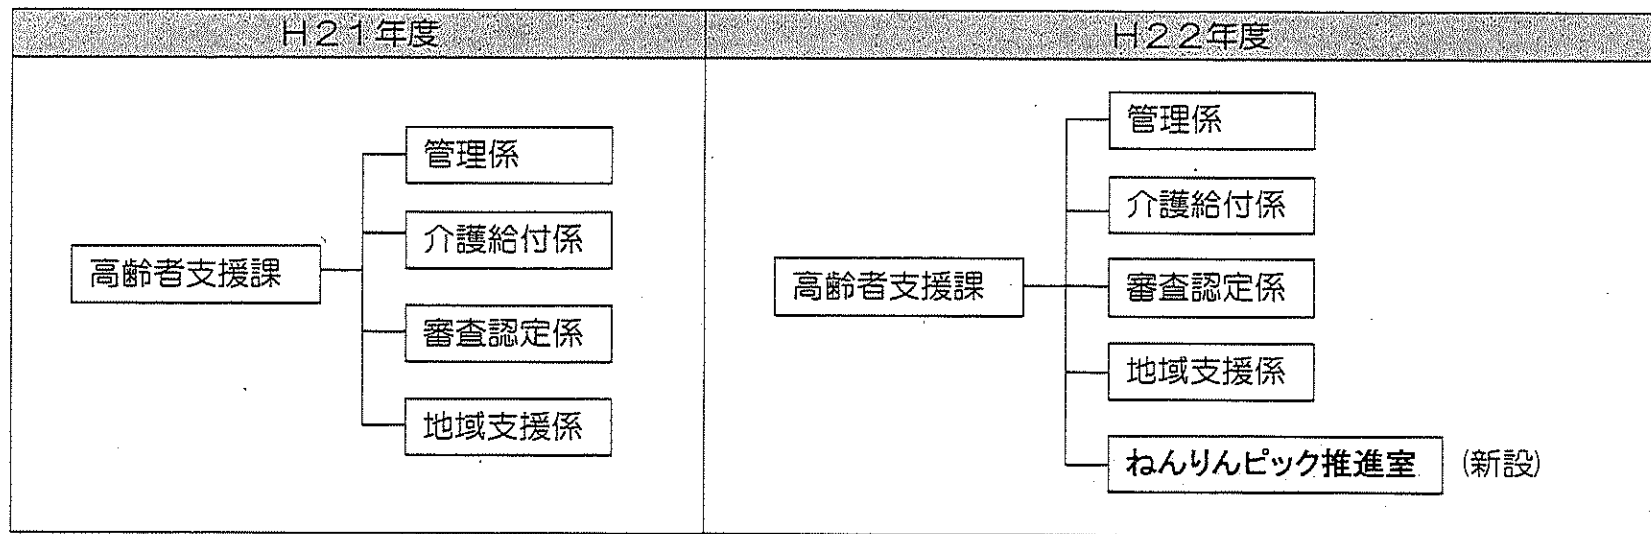 H21年度
高齢者支援課
管理係
介護給付係
審査認定係
地域支援係
H22年度
高齢者支援課
管理係
介護給付係
審査認定係
地域支援係
ねんりんピック推進室 (新設)